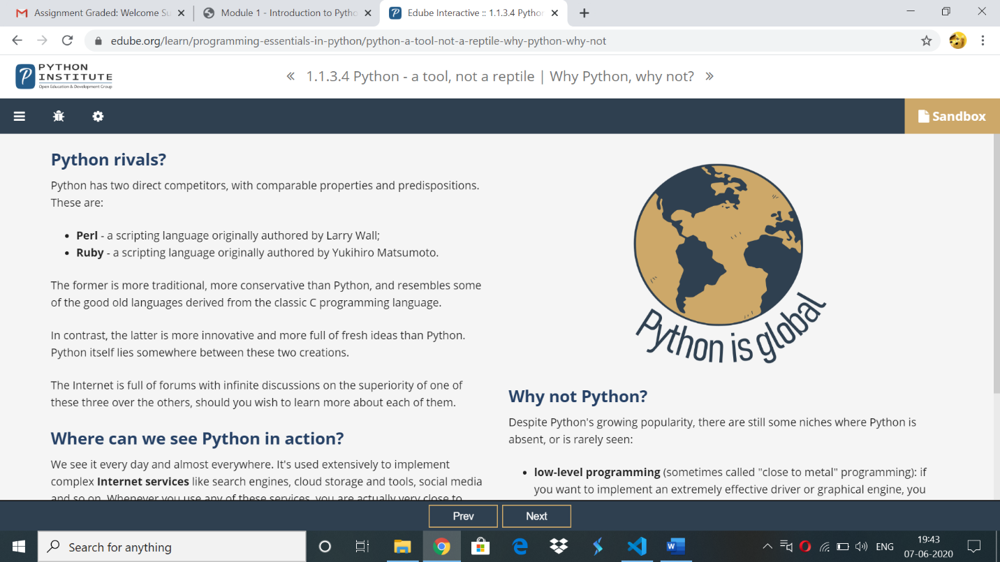 Assignment Graded: Welcome Su
Module 1 - Introduction to Pytho
Edube Interactive :: 1.1.3.4 Python
edube.org/learn/programming-essentials-in-python/python-a-tool-not-a-reptile-why-python-why-not
PYTHON
INSTITUTE
Open Education & Development Group
« 1.1.3.4 Python - a tool, not a reptile | Why Python, why not? »
Sandbox
Python rivals?
Python has two direct competitors, with comparable properties and predispositions.
These are:
• Perl - a scripting language originally authored by Larry Wall;
• Ruby - a scripting language originally authored by Yukihiro Matsumoto.
The former is more traditional, more conservative than Python, and resembles some
of the good old languages derived from the classic C programming language.
In contrast, the latter is more innovative and more full of fresh ideas than Python.
Python itself lies somewhere between these two creations.
The Internet is full of forums with infinite discussions on the superiority of one of
these three over the others, should you wish to learn more about each of them.
Where can we see Python in action?
We see it every day and almost everywhere. It's used extensively to implement
complex Internet services like search engines, cloud storage and tools, social media
and so on. Whenever you use any of these services, you are actually very close to
Python is global
Why not Python?
Despite Python's growing popularity, there are still some niches where Python is
absent, or is rarely seen:
• low-level programming (sometimes called "close to metal" programming): if
you want to implement an extremely effective driver or graphical engine, you
Prev
Next
Search for anything
ENG
19:43
07-06-2020